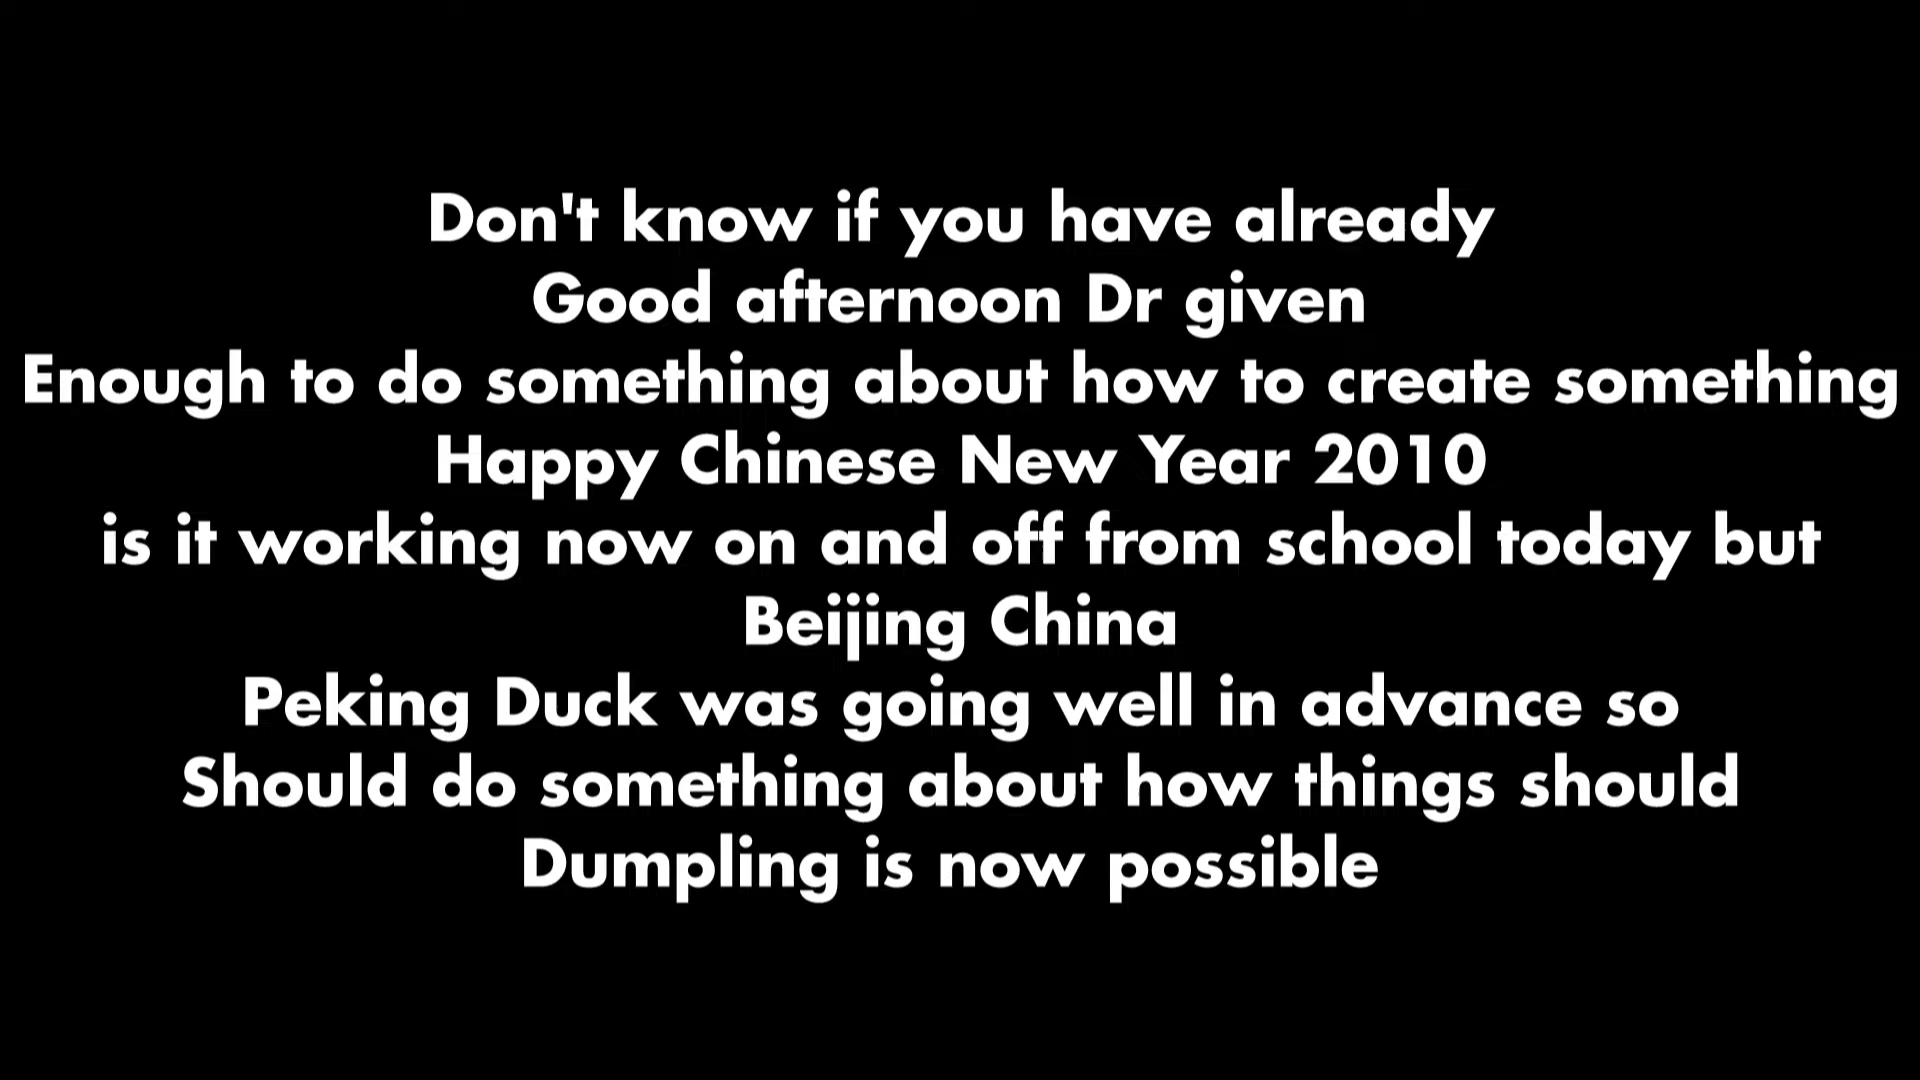 Don't know if you have already
Good afternoon Dr given
Enough to do something about how to create something
Happy Chinese New Year 2010
is it working now on and off from school today but
Beijing China
Peking Duck was going well in advance so
Should do something about how things should
Dumpling is now possible